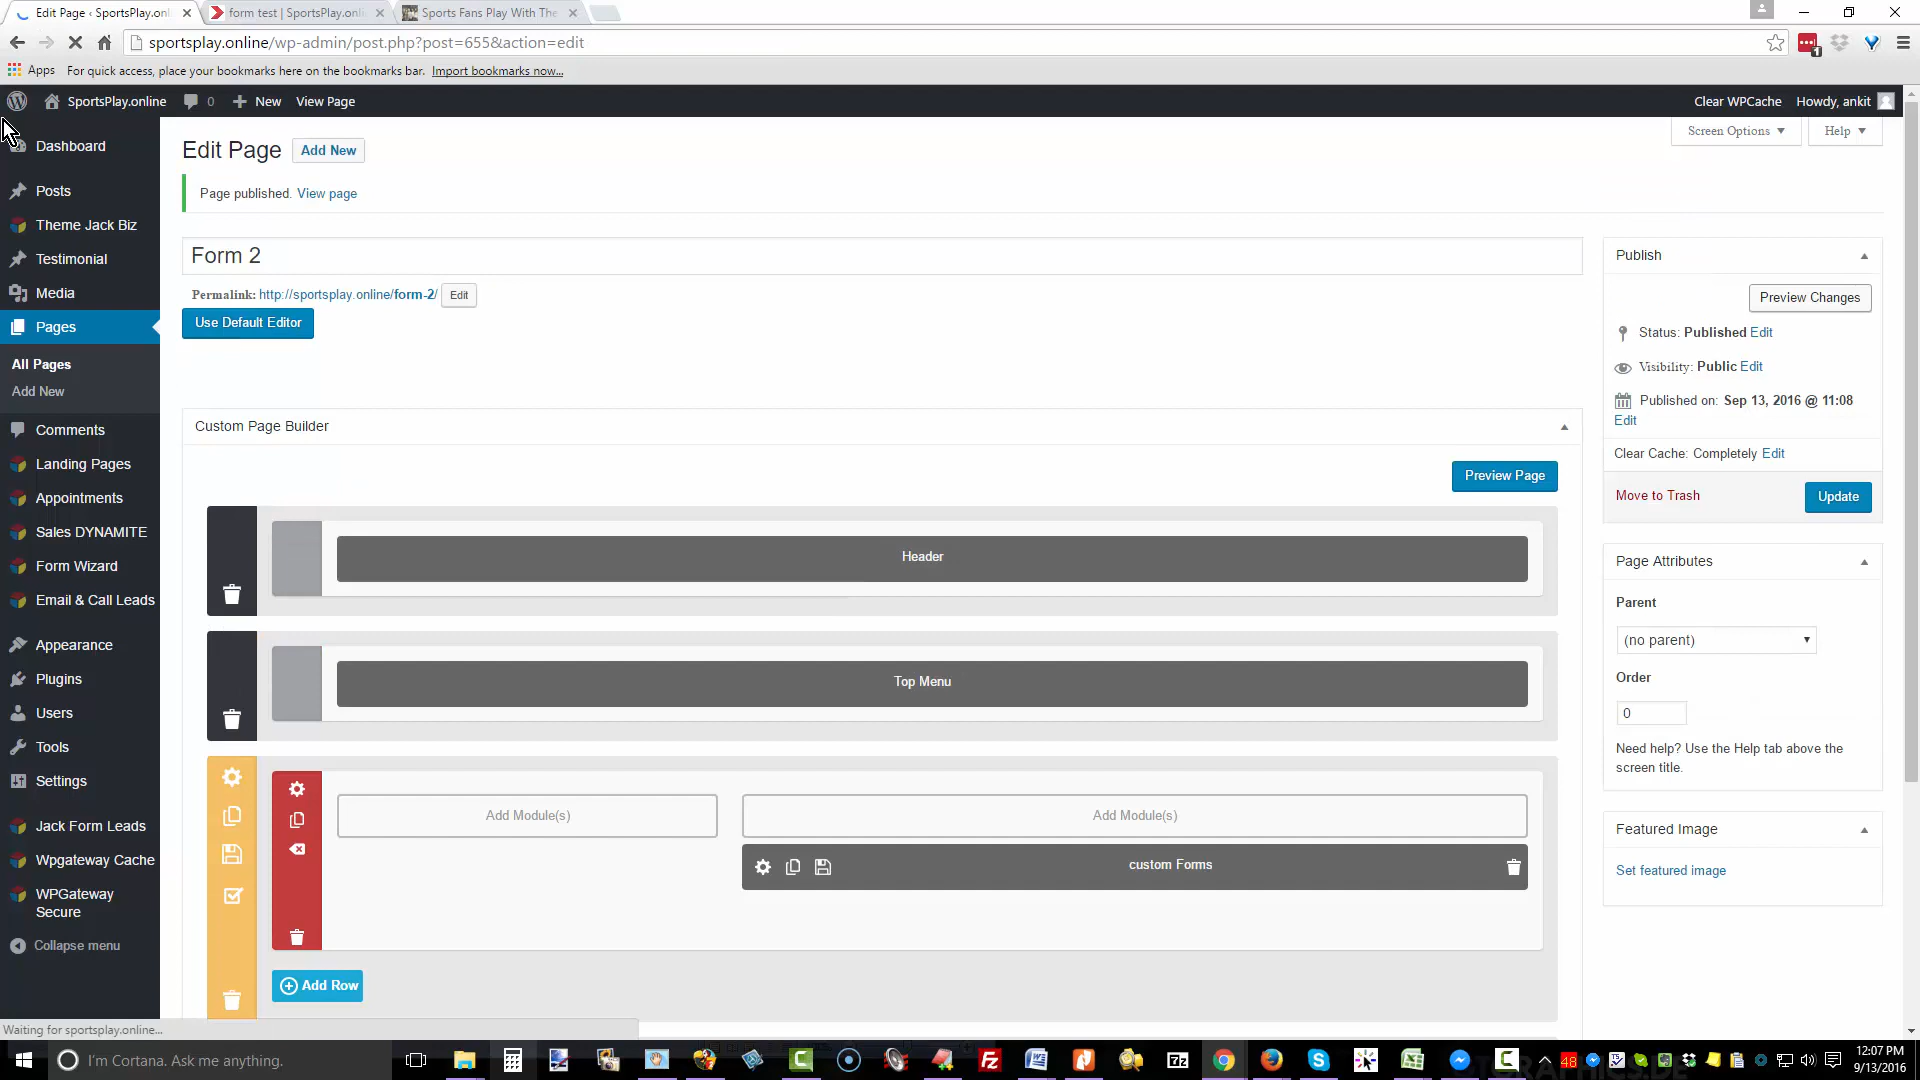 Edit Page ‹ SportsPlay.onli
form test | SportsPlay.onli
Sports Fans Play With The
sportsplay.online/wp-admin/post.php?post=655&action=edit
1
Apps
For quick access, place your bookmarks here on the bookmarks bar. Import bookmarks now...
SportsPlay.online
0
New
View Page
Clear WPCache
Howdy, ankit
Dashboard
Posts
Theme Jack Biz
Testimonial
Media
Pages
All Pages
Add New
Comments
Landing Pages
Appointments
Sales DYNAMITE
Form Wizard
Email & Call Leads
Appearance
Plugins
Users
Tools
Settings
Jack Form Leads
Wpgateway Cache
WPGateway
Secure
Collapse menu
Screen Options
Help
Edit Page
Add New
Page published. View page
Form 2
Permalink: http://sportsplay.online/form-2/
Edit
Use Default Editor
Custom Page Builder
Preview Page
Header
Top Menu
Add Module(s)
Add Module(s)
custom Forms
Add Row
Publish
Preview Changes
Status: Published Edit
Visibility: Public Edit
Published on: Sep 13, 2016 @ 11:08
Edit
Clear Cache: Completely Edit
Move to Trash
Update
Page Attributes
Parent
(no parent)
Order
0
Need help? Use the Help tab above the
screen title.
Featured Image
Set featured image
Waiting for sportsplay.online...
I'm Cortana. Ask me anything.
48
12:07 PM
9/13/2016